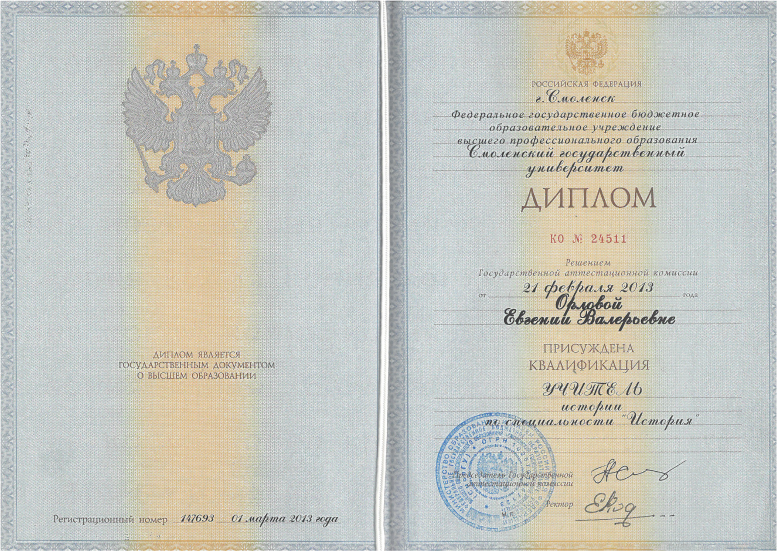 ДИПЛОМ ЯВЛЯЕТСЯ
ГОСУДАРСТВЕННЫМ ДОКУМЕНТОМ
О ВЫСШЕМ ОБРАЗОВАНИИ
Регистрационный номер 147693 01 марта 2013 года
РОССИЙСКАЯ ФЕДЕРАЦИЯ
г. Смоленск
Федеральное государственное бюджетное
образовательное учреждение
высшего профессионального образования
Смоленский государственный
университет
ДИПЛОМ
КО № 24511
Решением
Государственной аттестационной комиссии
от 21 февраля 2013 года
Орловой
Евгении Валерьевне
ПРИСУЖДЕНА
КВАЛИФИКАЦИЯ
УЧИТЕЛЬ
истории
по специальности "История"
Председатель Государственной
аттестационной комиссии
Ректор